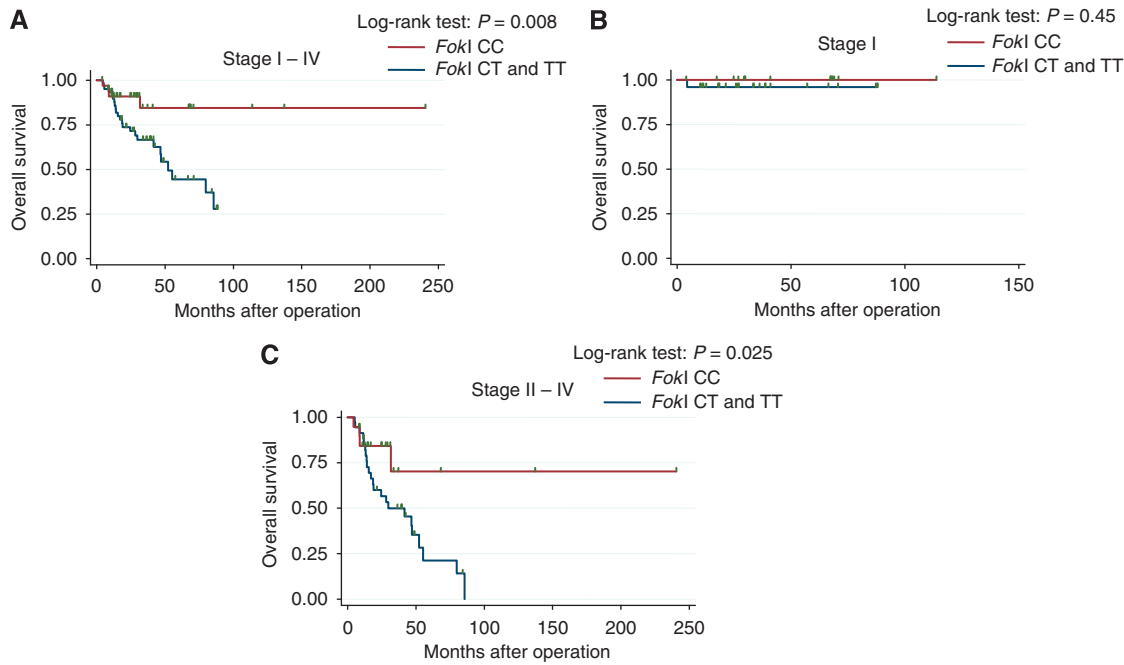 A
Log-rank test: P = 0.008
FokI CC
FokI CT and TT
Stage I – IV
1.00
0.75
0.50
0.25
0.00
Overall survival
0 50 100 150 200 250
Months after operation
B
Log-rank test: P = 0.45
FokI CC
FokI CT and TT
Stage I
1.00
0.75
0.50
0.25
0.00
Overall survival
0 50 100 150
Months after operation
C
Log-rank test: P = 0.025
FokI CC
FokI CT and TT
Stage II – IV
1.00
0.75
0.50
0.25
0.00
Overall survival
0 50 100 150 200 250
Months after operation